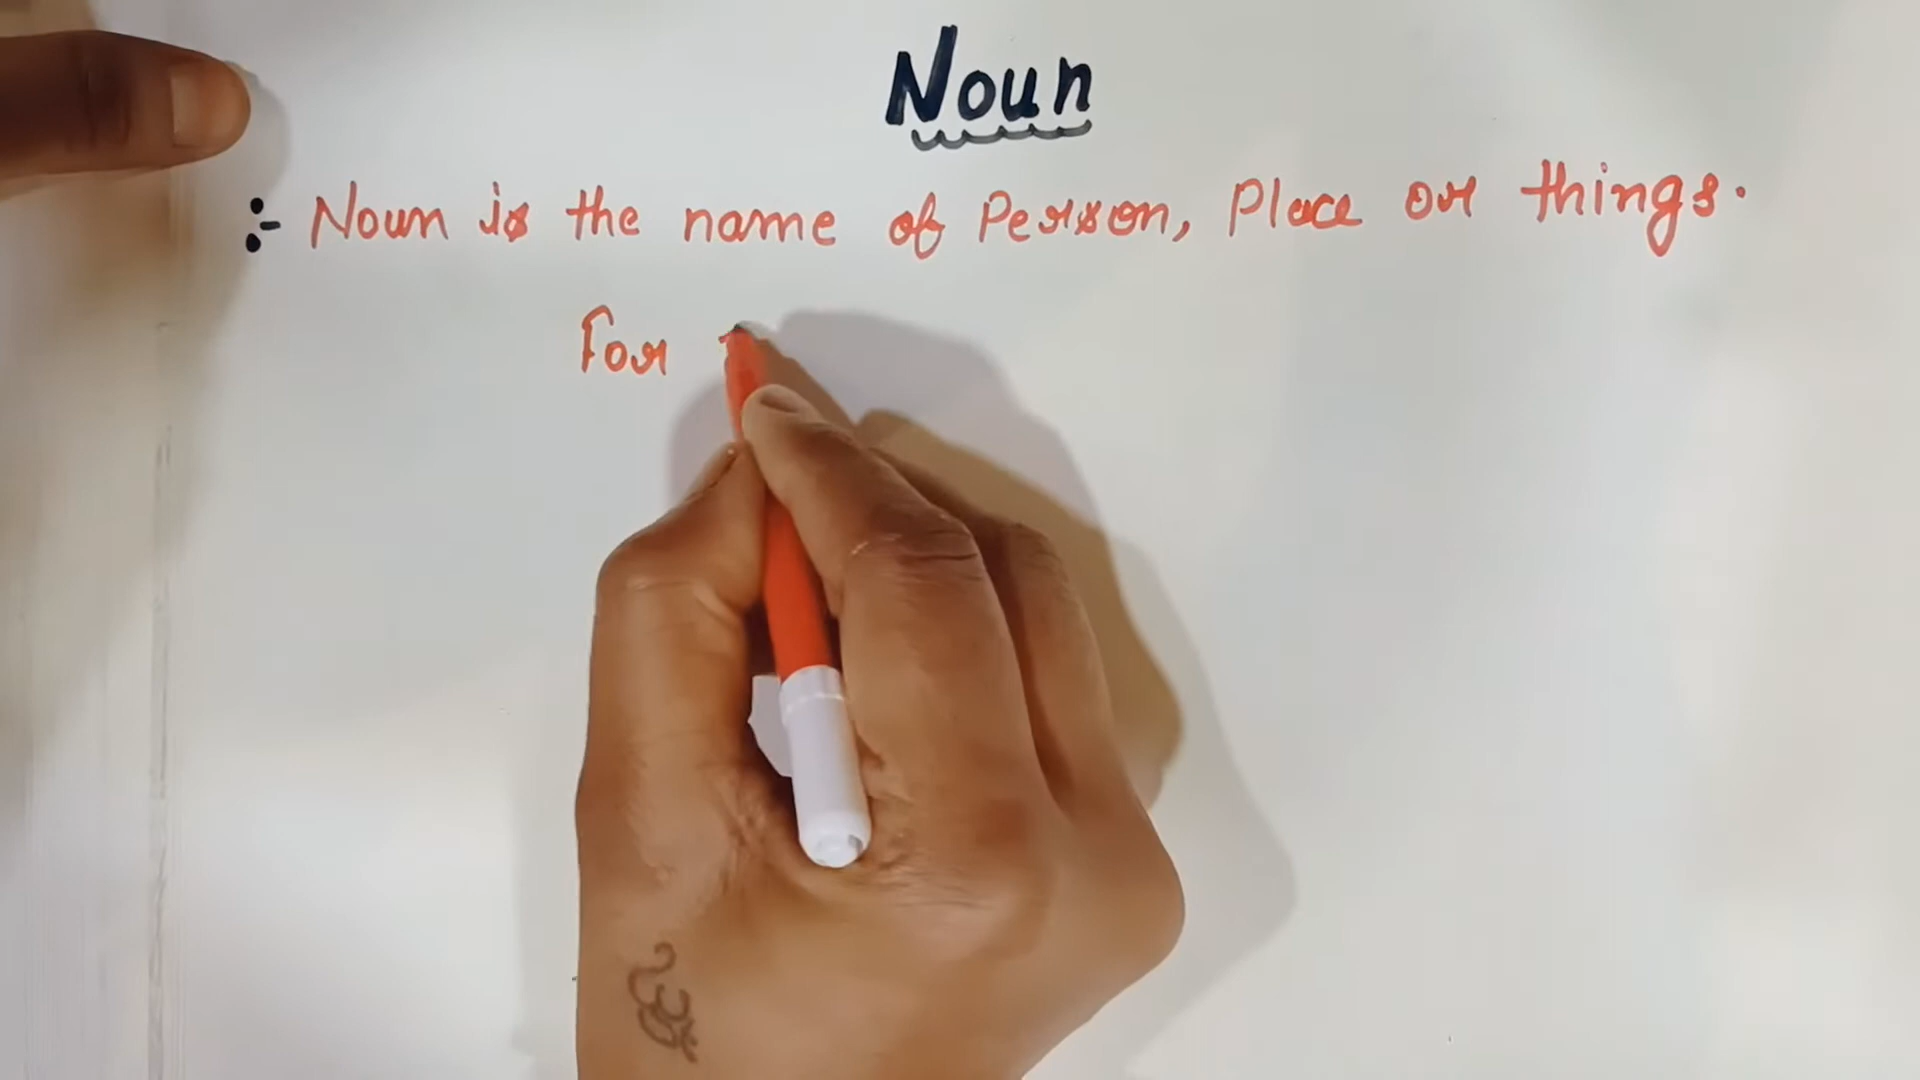 Noun
:- Noun is the name of Person, Place or things.
For